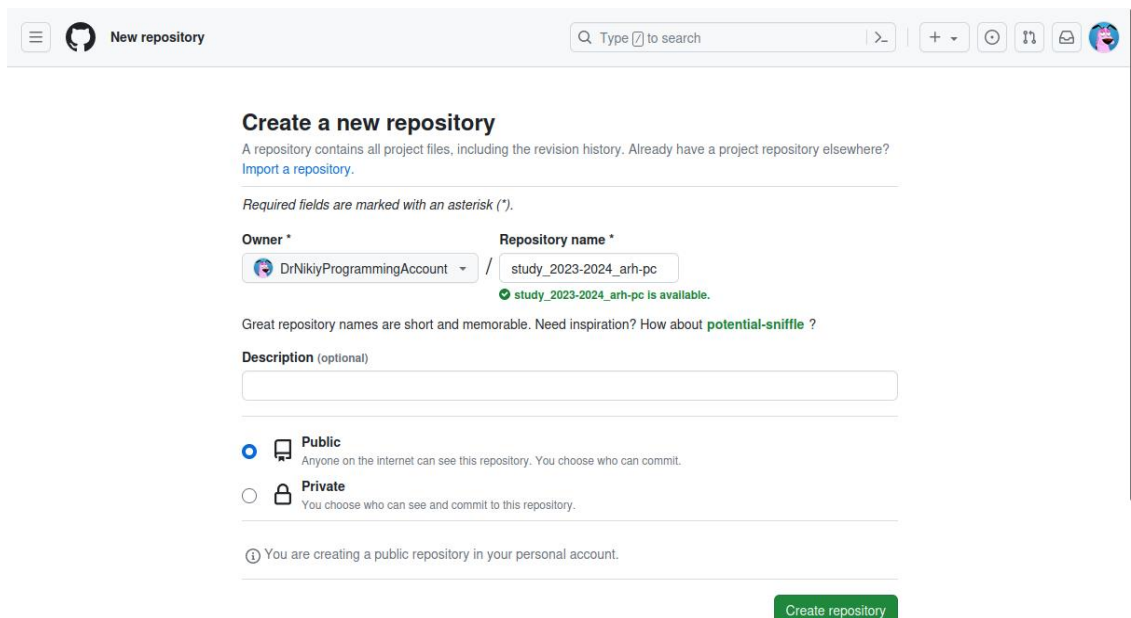 New repository
Type / to search
Create a new repository
A repository contains all project files, including the revision history. Already have a project repository elsewhere?
Import a repository.
Required fields are marked with an asterisk (*).
Owner *
Repository name *
DrNikiyProgrammingAccount / study_2023-2024_arh-pc
study_2023-2024_arh-pc is available.
Great repository names are short and memorable. Need inspiration? How about potential-sniffle ?
Description (optional)
Public
Anyone on the internet can see this repository. You choose who can commit.
Private
You choose who can see and commit to this repository.
You are creating a public repository in your personal account.
Create repository